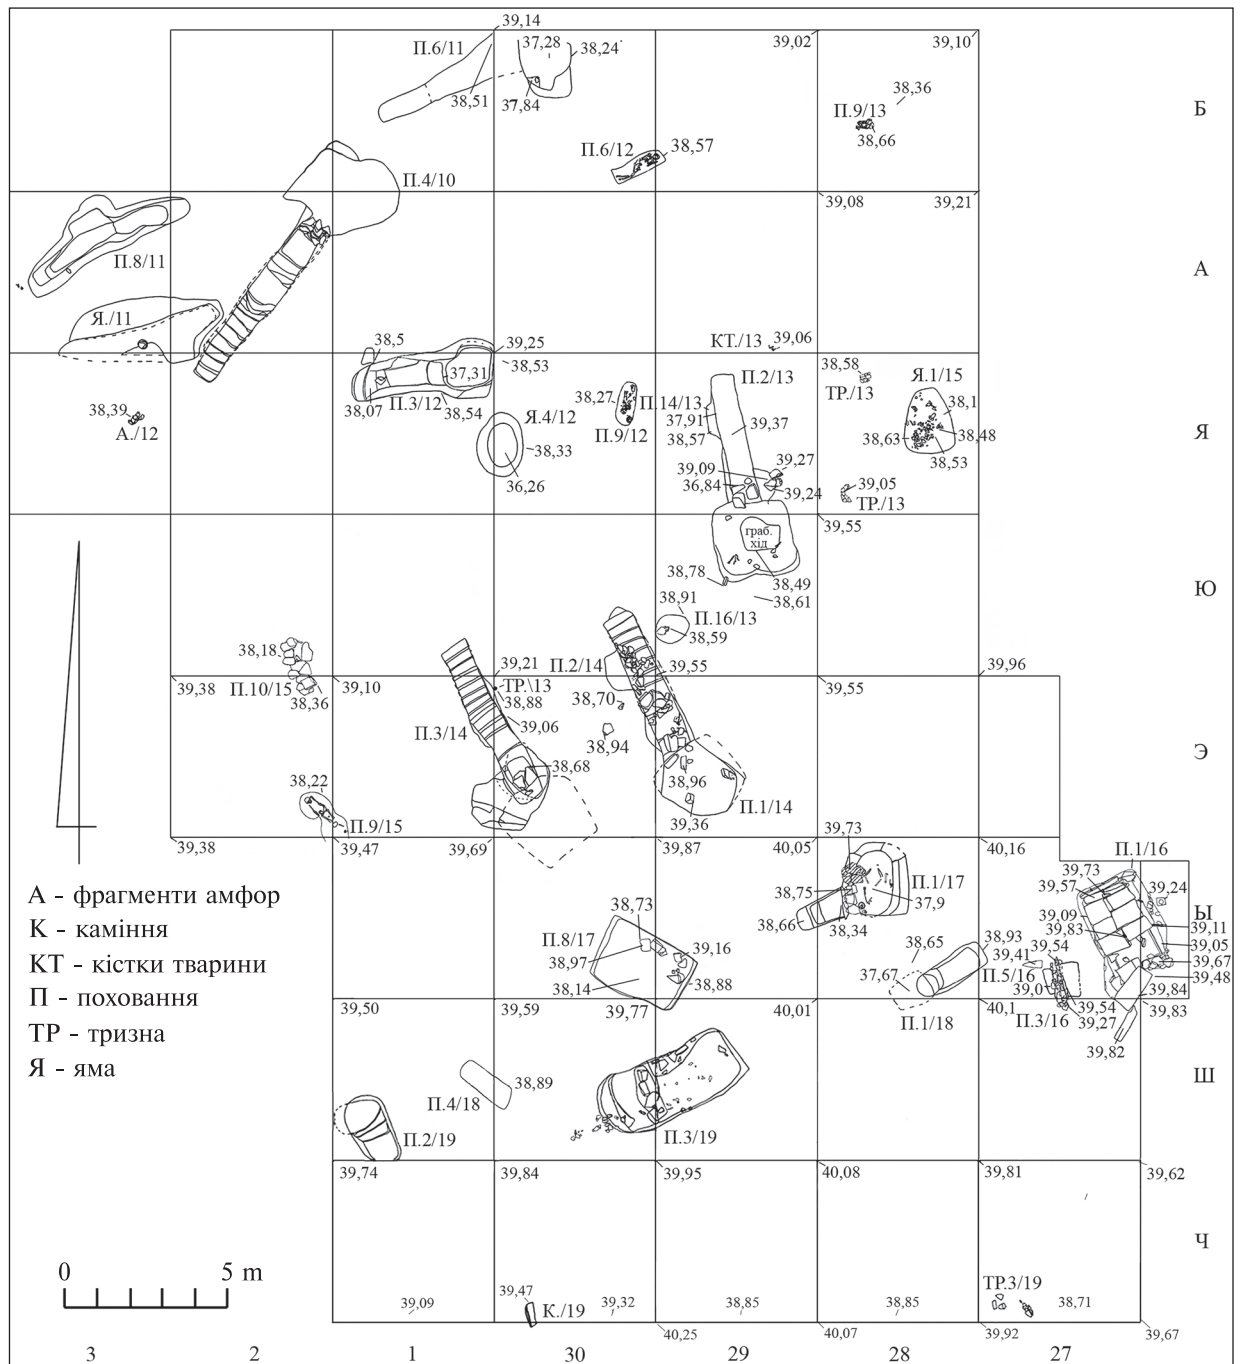 39,14
П.6/11
37,28
38,24
39,02
39,10
38,51
37,84
38,36
П.9/13
38,66
Б
П.6/12
38,57
П.4/10
39,08
39,21
П.8/11
А
Я./11
38,5
39,25
38,53
КТ./13
39,06
37,31
38,07
П.3/12
38,54
38,58
ТР./13
П.2/13
Я.1/15
38,39
А./12
Я.4/12
38,33
36,26
38,27
П.9/12
П.14/13
37,91
38,57
39,37
38,1
38,63
38,48
38,53
Я
39,09
36,84
39,27
39,24
39,05
ТР./13
39,55
граб.
хід
38,78
38,49
38,61
Ю
38,91
П.16/13
38,59
38,18
39,21
П.2/14
39,55
39,96
39,38
П.10/15
38,36
39,10
ТР.\13
38,88
39,06
38,70
39,55
П.3/14
38,94
38,68
38,96
Э
38,22
П.9/15
39,36
П.1/14
39,73
39,38
39,47
39,69
39,87
40,05
40,16
П.1/16
39,73
39,57
39,24
П.1/17
37,9
38,75
38,66
38,34
39,09
39,83
39,11
39,05
39,67
39,48
Ы
А - фрагменти амфор
К - каміння
КТ - кістки тварини
П - поховання
ТР - тризна
Я - яма
38,73
П.8/17
38,97
38,14
39,16
38,88
38,65
38,93
37,67
39,41
39,54
П.5/16
39,0
39,84
39,83
39,50
39,59
39,77
40,01
П.1/18
40,1
П.3/16
39,54
39,27
39,82
Ш
38,89
П.4/18
П.2/19
П.3/19
39,74
39,84
39,95
40,08
39,81
39,62
Ч
0
5 m
39,09
39,47
К./19
39,32
38,85
38,85
ТР.3/19
38,71
40,25
40,07
39,92
39,67
3
2
1
30
29
28
27